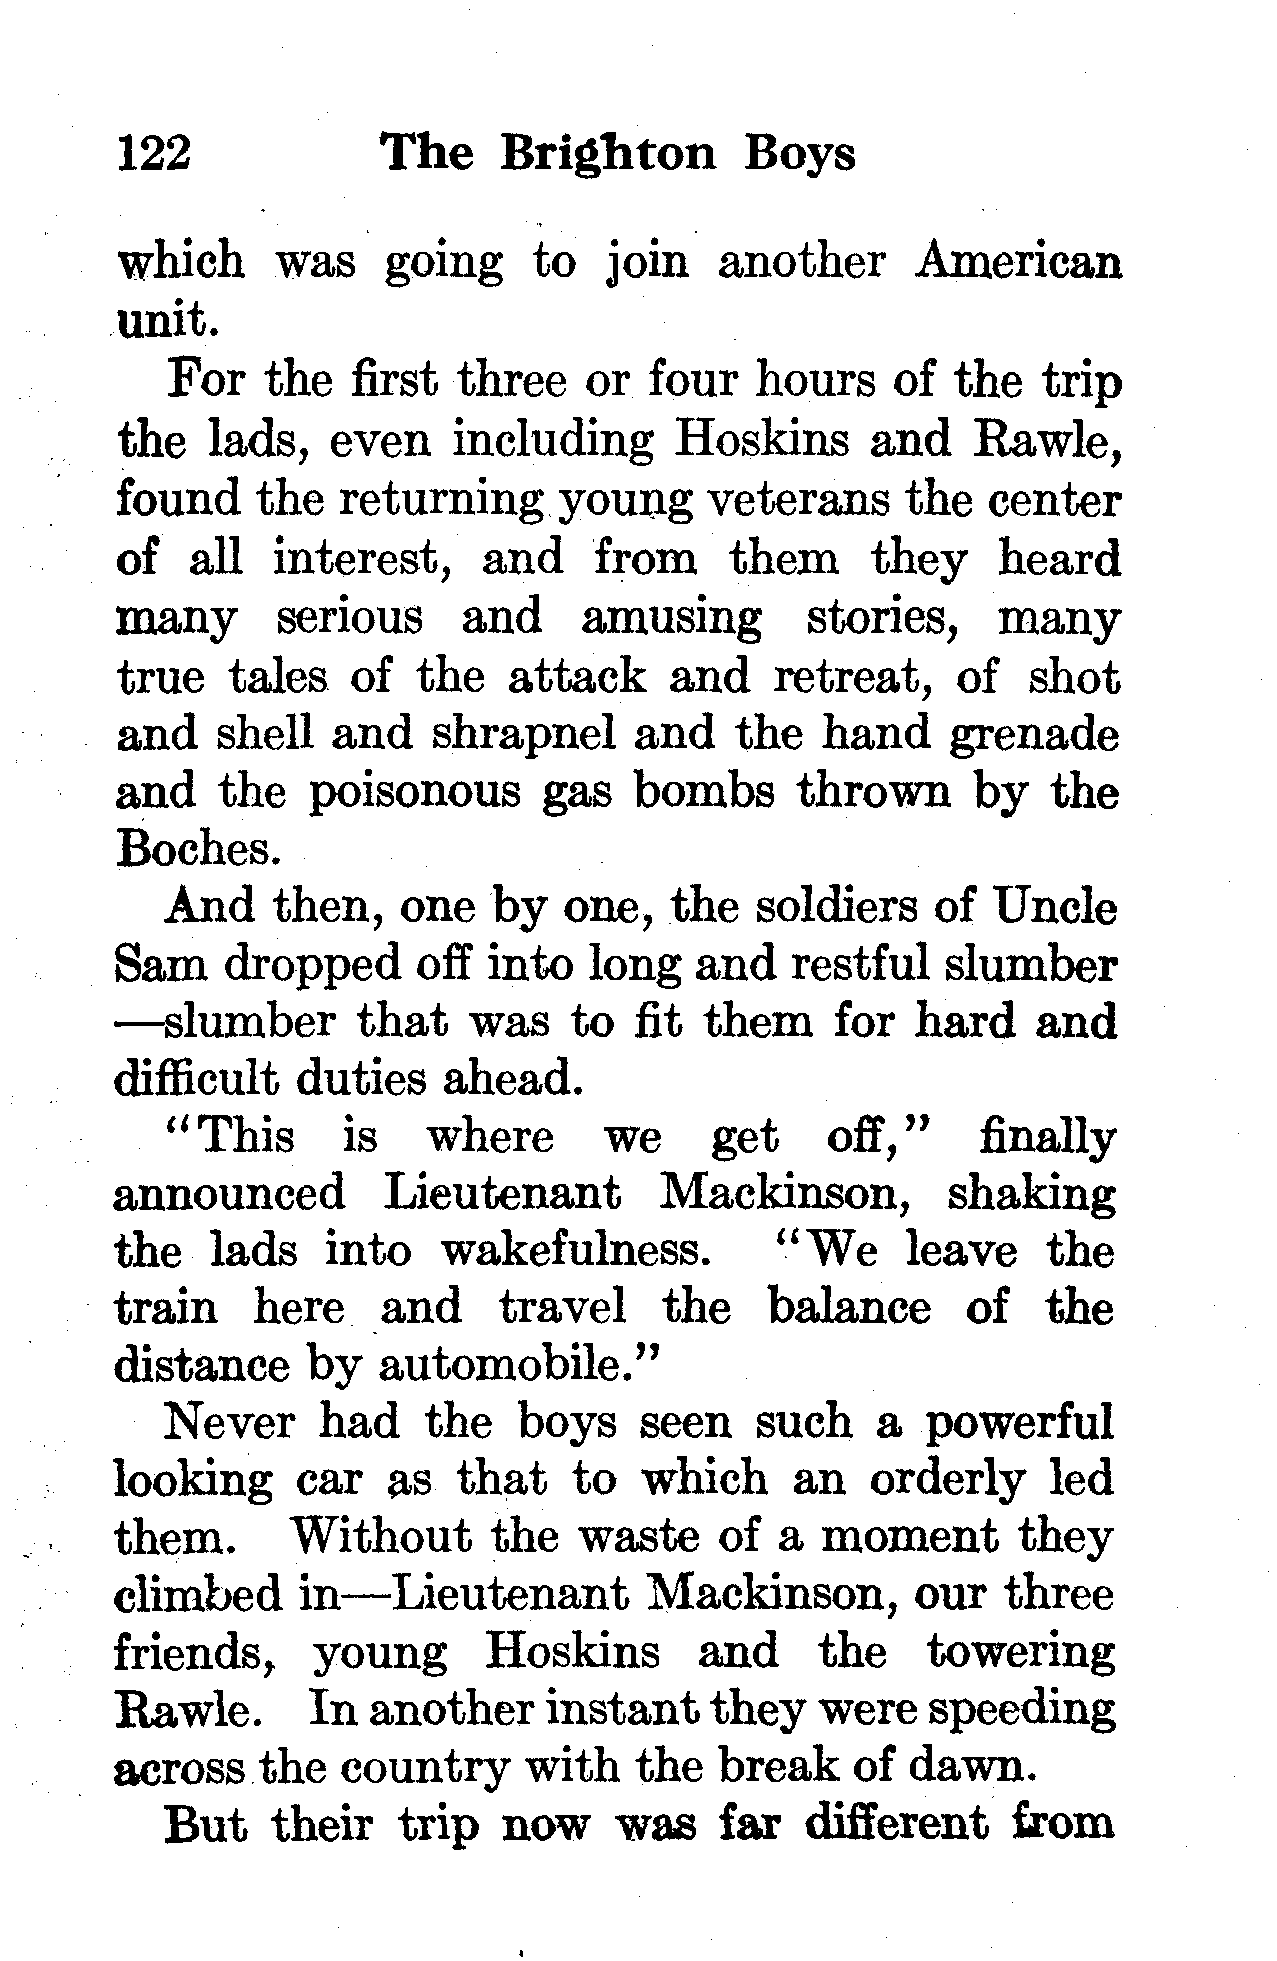 122 The Brighton Boys
which was going to join another American
unit.
For the first three or four hours of the trip
the lads, even including Hoskins and Rawle,
found the returning young veterans the center
of all interest, and from them they heard
many serious and amusing stories, many
true tales of the attack and retreat, of shot
and shell and shrapnel and the hand grenade
and the poisonous gas bombs thrown by the
Boches.
And then, one by one, the soldiers of Uncle
Sam dropped off into long and restful slumber
—slumber that was to fit them for hard and
difficult duties ahead.
“This is where we get off,” finally
announced Lieutenant Mackinson, shaking
the lads into wakefulness. “We leave the
train here and travel the balance of the
distance by automobile.”
Never had the boys seen such a powerful
looking car as that to which an orderly led
them. Without the waste of a moment they
climbed in—Lieutenant Mackinson, our three
friends, young Hoskins and the towering
Rawle. In another instant they were speeding
across the country with the break of dawn.
But their trip now was far different from